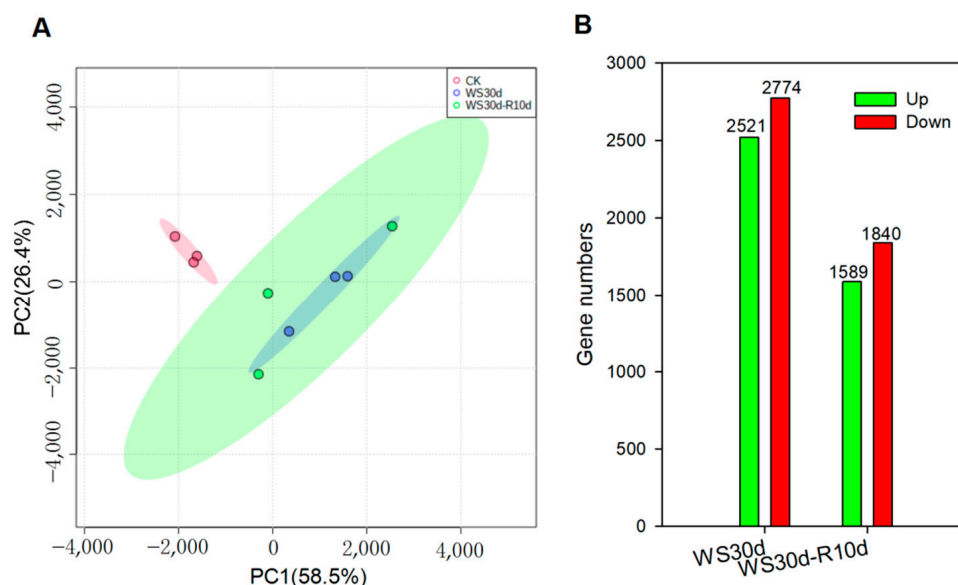 A
CK
WS30d
WS30d-R10d
4,000
2,000
0
−2,000
−4,000
PC2(26.4%)
−4,000
−2,000
0
2,000
4,000
PC1(58.5%)
B
3000
2500
2000
1500
1000
500
0
Gene numbers
2521
2774
1589
1840
Up
Down
WS30d
WS30d-R10d